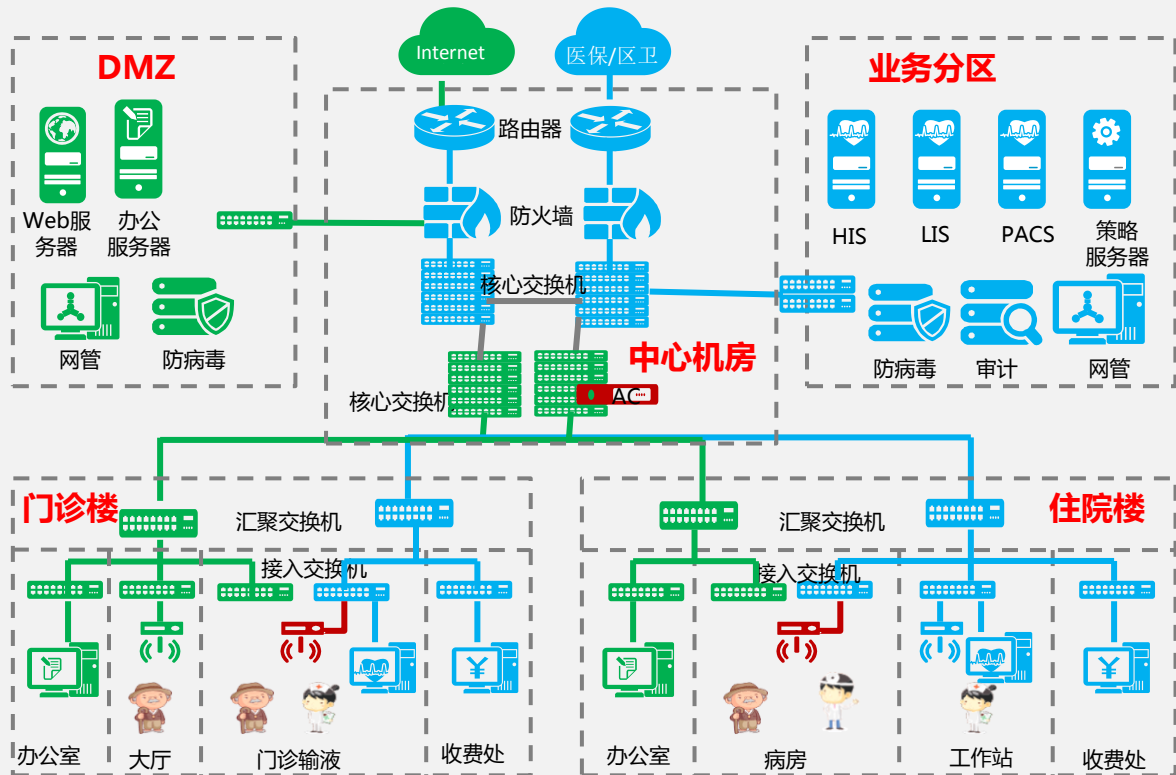 Internet
医保/区卫
DMZ
业务分区
路由器
Web服
务器
办公
服务器
防火墙
HIS
LIS
PACS
策略
服务器
核心交换机
网管
防病毒
中心机房
防病毒
审计
网管
核心交换机
AC
门诊楼
汇聚交换机
汇聚交换机
住院楼
接入交换机
接入交换机
¥
¥
办公室
大厅
门诊输液
收费处
办公室
病房
工作站
收费处